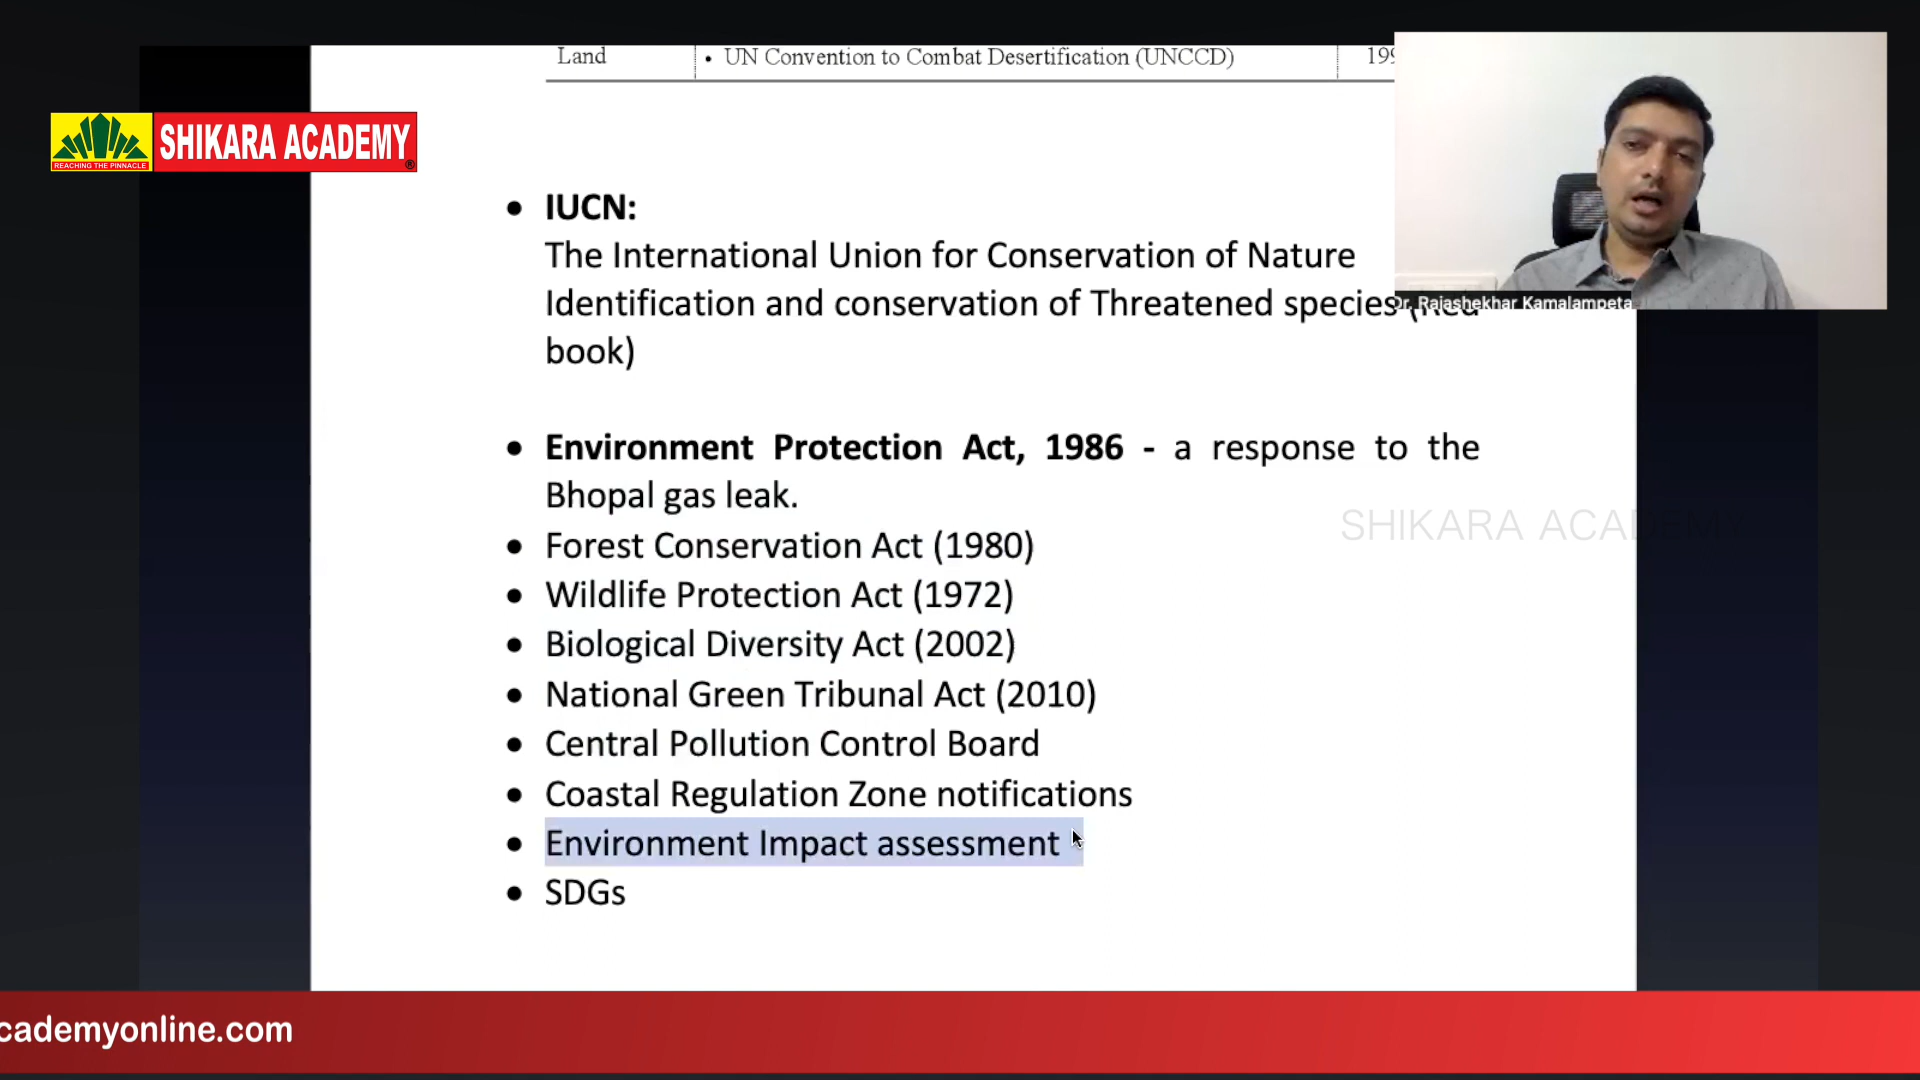 Land • UN Convention to Combat Desertification (UNCCD) 199
SHIKARA ACADEMY
REACHING THE PINNACLE
• IUCN:
The International Union for Conservation of Nature
Identification and conservation of Threatened species (Red
book)
Dr. Rajashekhar Kamalampeta
• Environment Protection Act, 1986 - a response to the
Bhopal gas leak.
SHIKARA ACADEMY
• Forest Conservation Act (1980)
• Wildlife Protection Act (1972)
• Biological Diversity Act (2002)
• National Green Tribunal Act (2010)
• Central Pollution Control Board
• Coastal Regulation Zone notifications
• Environment Impact assessment
• SDGs
cademyonline.com